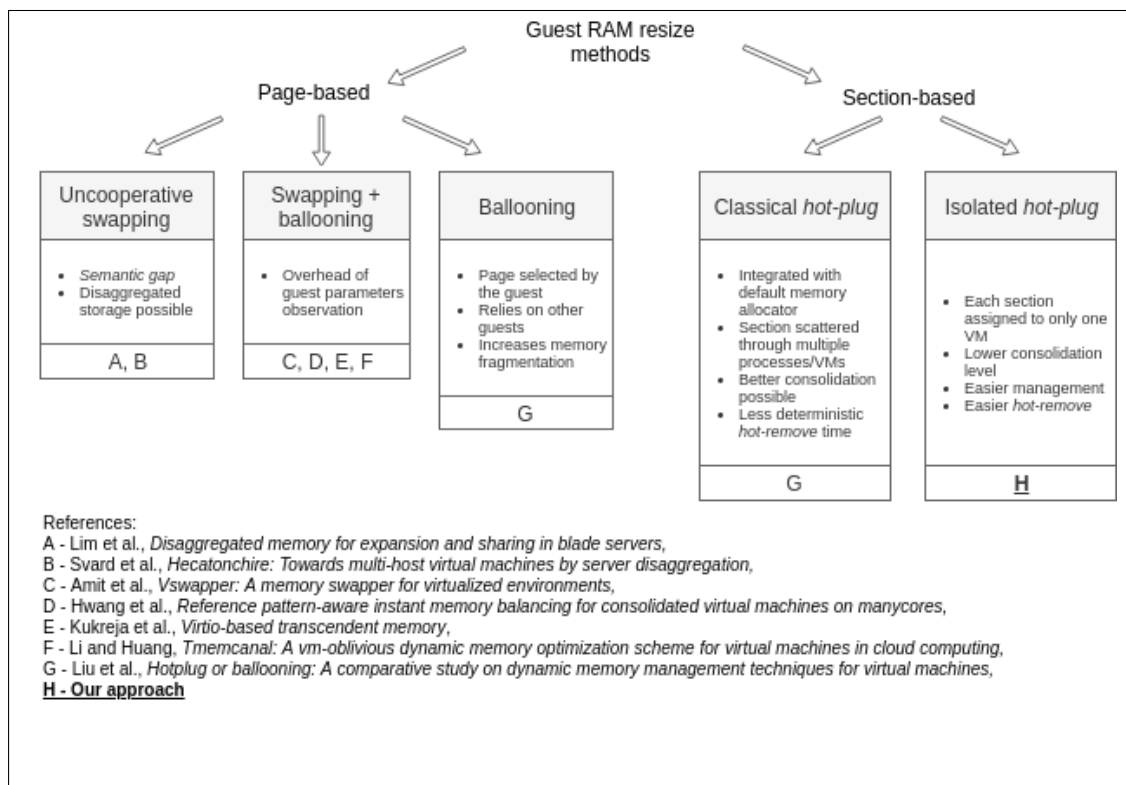 Guest RAM resize
methods
Page-based
Section-based
Uncooperative
swapping
• Semantic gap
• Disaggregated
storage possible
A, B
Swapping +
ballooning
• Overhead of
guest parameters
observation
C, D, E, F
Ballooning
• Page selected by
the guest
• Relies on other
guests
• Increases memory
fragmentation
G
Classical hot-plug
• Integrated with
default memory
allocator
• Section scattered
through multiple
processes/VMs
• Better consolidation
possible
• Less deterministic
hot-remove time
G
Isolated hot-plug
• Each section
assigned to only one
VM
• Lower consolidation
level
• Easier management
• Easier hot-remove
H
References:
A - Lim et al., Disaggregated memory for expansion and sharing in blade servers,
B - Svard et al., Hecatonchire: Towards multi-host virtual machines by server disaggregation,
C - Amit et al., Vswapper: A memory swapper for virtualized environments,
D - Hwang et al., Reference pattern-aware instant memory balancing for consolidated virtual machines on manycores,
E - Kukreja et al., Virtio-based transcendent memory,
F - Li and Huang, Tmemcanal: A vm-oblivious dynamic memory optimization scheme for virtual machines in cloud computing,
G - Liu et al., Hotplug or ballooning: A comparative study on dynamic memory management techniques for virtual machines,
H - Our approach